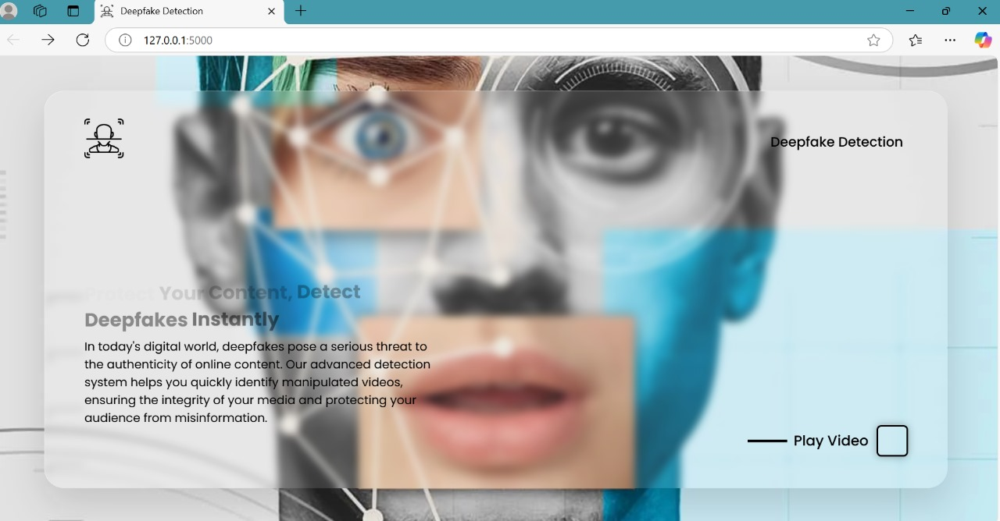 Deepfake Detection
127.0.0.1:5000
Deepfake Detection
Protect Your Content, Detect
Deepfakes Instantly
In today's digital world, deepfakes pose a serious threat to
the authenticity of online content. Our advanced detection
system helps you quickly identify manipulated videos,
ensuring the integrity of your media and protecting your
audience from misinformation.
Play Video